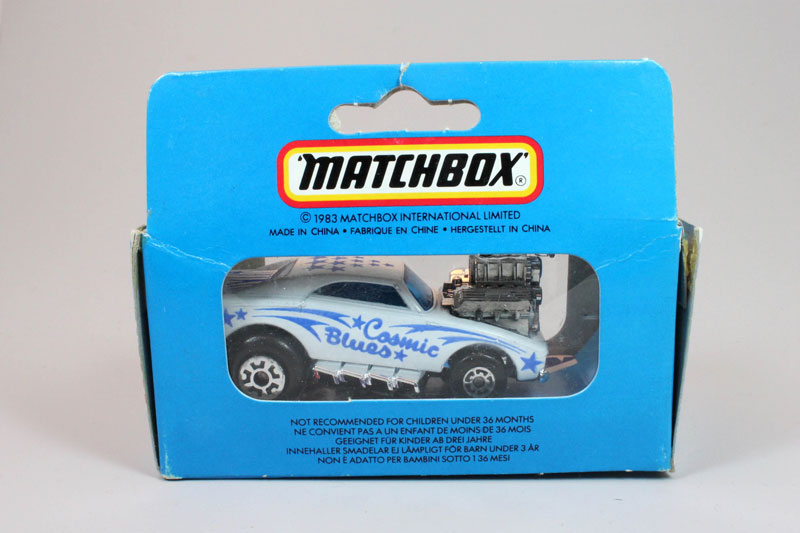 'MATCHBOX' ®
© 1983 MATCHBOX INTERNATIONAL LIMITED
MADE IN CHINA • FABRIQUE EN CHINE • HERGESTELLT IN CHINA
Cosmic
Blues
NOT RECOMMENDED FOR CHILDREN UNDER 36 MONTHS
NE CONVIENT PAS A UN ENFANT DE MOINS DE 36 MOIS
GEEIGNET FÜR KINDER AB DREI JAHRE
INNEHALLER SMADELAR EJ LÄMPLIGT FÖR BARN UNDER 3 ÅR
NON È ADATTO PER BAMBINI SOTTO I 36 MESI